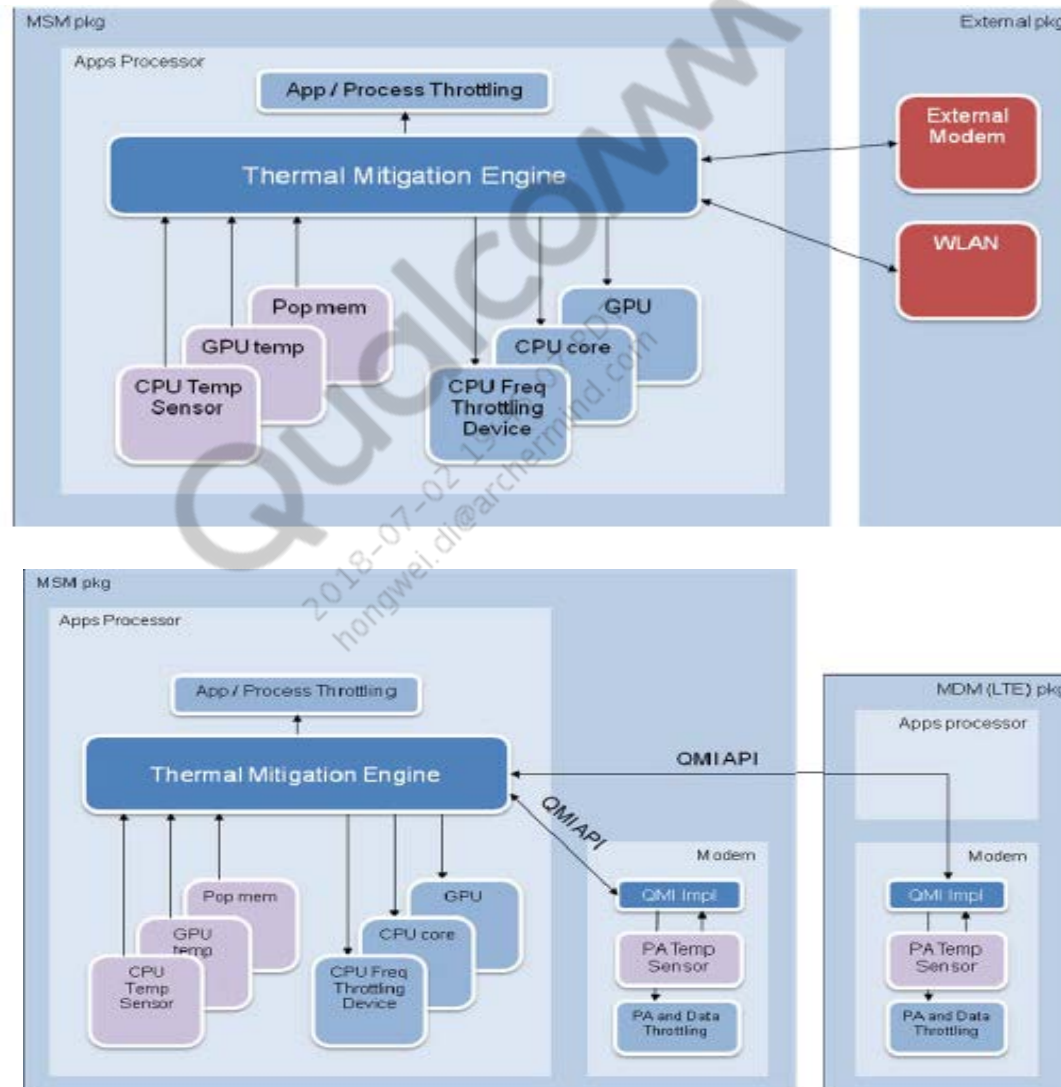 MSM pkg
External pkg
Apps Processor
App / Process Throttling
External
Modem
Thermal Mitigation Engine
WLAN
Pop mem
GPU
GPU temp
CPU core
CPU Temp
Sensor
CPU Freq
Throttling
Device
Qualcomm
2018-07-02
hongwei.di@archermind.com
MSM pkg
Apps Processor
MDM (LTE) pkg
App / Process Throttling
Apps processor
Thermal Mitigation Engine
QMI API
QMI API
Modem
Modem
Pop mem
GPU
QMI Impl
QMI Impl
GPU
temp
CPU core
PA Temp
Sensor
PA Temp
Sensor
CPU
Temp
Sensor
CPU Freq
Throttling
Device
PA and Data
Throttling
PA and Data
Throttling